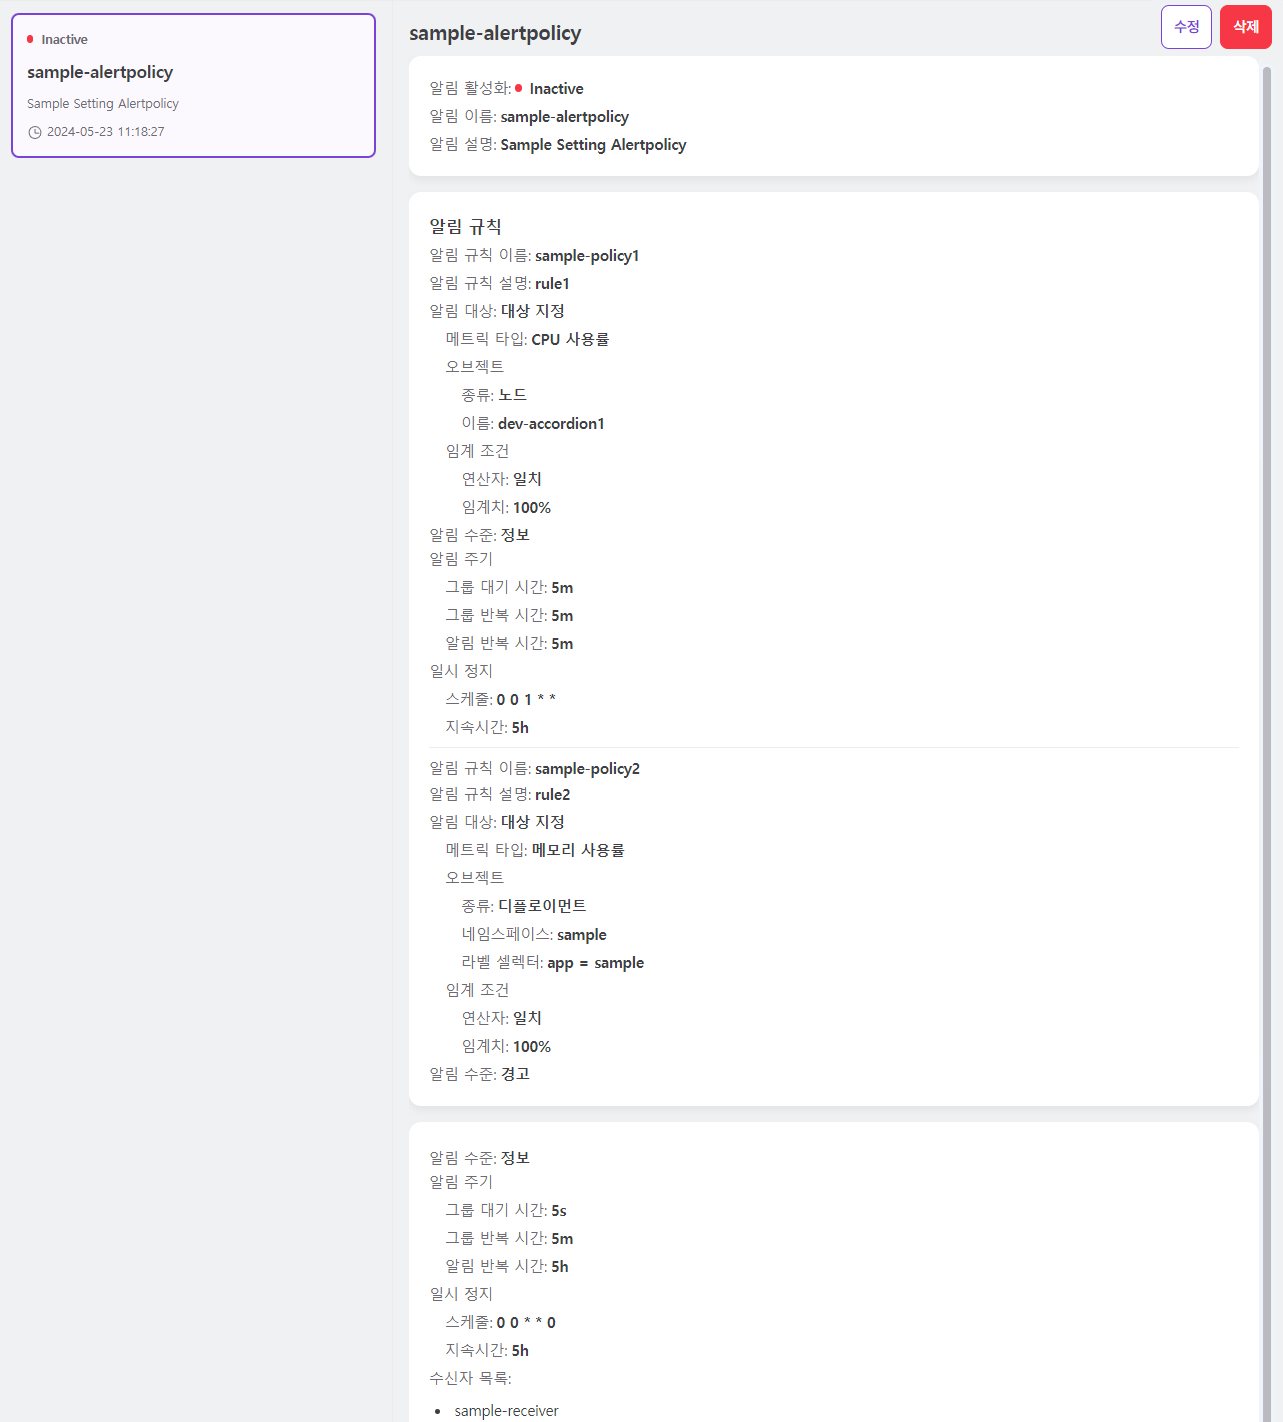 Inactive
sample-alertpolicy
Sample Setting Alertpolicy
2024-05-23 11:18:27
sample-alertpolicy
수정
삭제
알림 활성화: Inactive
알림 이름: sample-alertpolicy
알림 설명: Sample Setting Alertpolicy
알림 규칙
알림 규칙 이름: sample-policy1
알림 규칙 설명: rule1
알림 대상: 대상 지정
메트릭 타입: CPU 사용률
오브젝트
종류: 노드
이름: dev-accordion1
임계 조건
연산자: 일치
임계치: 100%
알림 수준: 정보
알림 주기
그룹 대기 시간: 5m
그룹 반복 시간: 5m
알림 반복 시간: 5m
일시 정지
스케줄: 0 0 1 * *
지속시간: 5h
알림 규칙 이름: sample-policy2
알림 규칙 설명: rule2
알림 대상: 대상 지정
메트릭 타입: 메모리 사용률
오브젝트
종류: 디플로이먼트
네임스페이스: sample
라벨 셀렉터: app = sample
임계 조건
연산자: 일치
임계치: 100%
알림 수준: 경고
알림 수준: 정보
알림 주기
그룹 대기 시간: 5s
그룹 반복 시간: 5m
알림 반복 시간: 5h
일시 정지
스케줄: 0 0 * * 0
지속시간: 5h
수신자 목록:
• sample-receiver